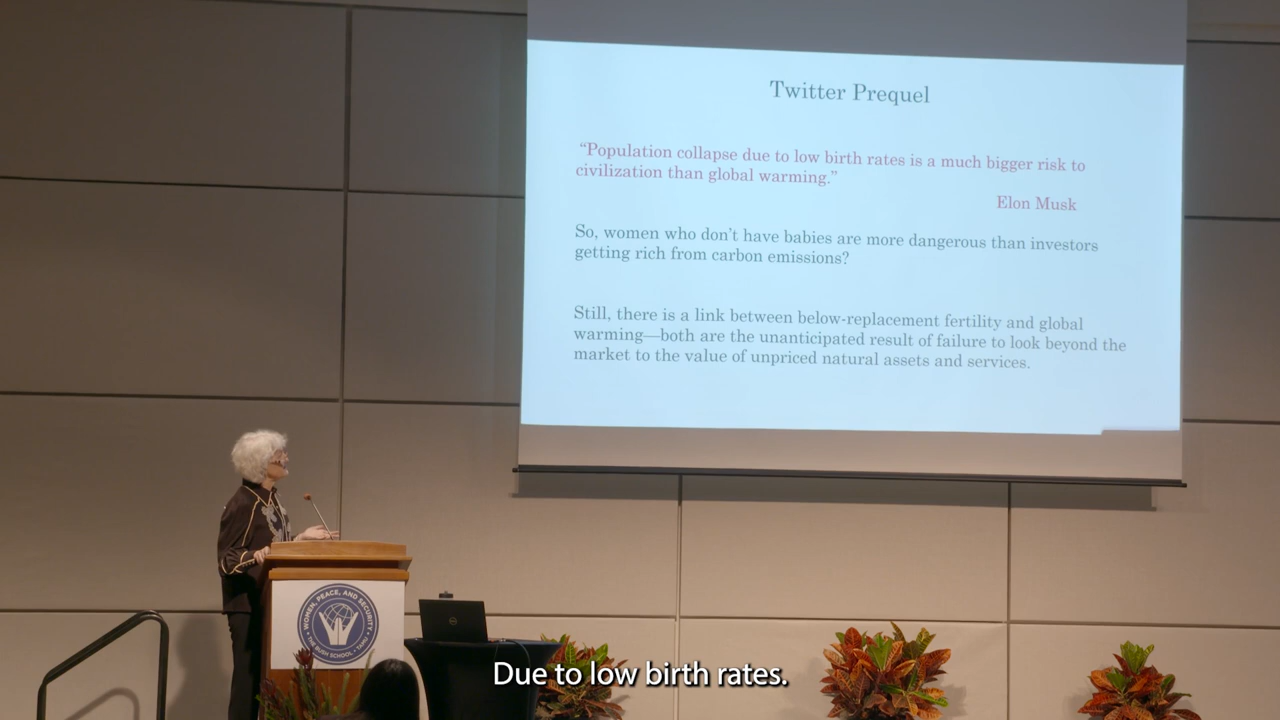 Twitter Prequel
“Population collapse due to low birth rates is a much bigger risk to
civilization than global warming.”
Elon Musk
So, women who don’t have babies are more dangerous than investors
getting rich from carbon emissions?
Still, there is a link between below-replacement fertility and global
warming—both are the unanticipated result of failure to look beyond the
market to the value of unpriced natural assets and services.
WOMEN, PEACE, AND SECURITY
THE BUSH SCHOOL • TAMU
DELL
Due to low birth rates.